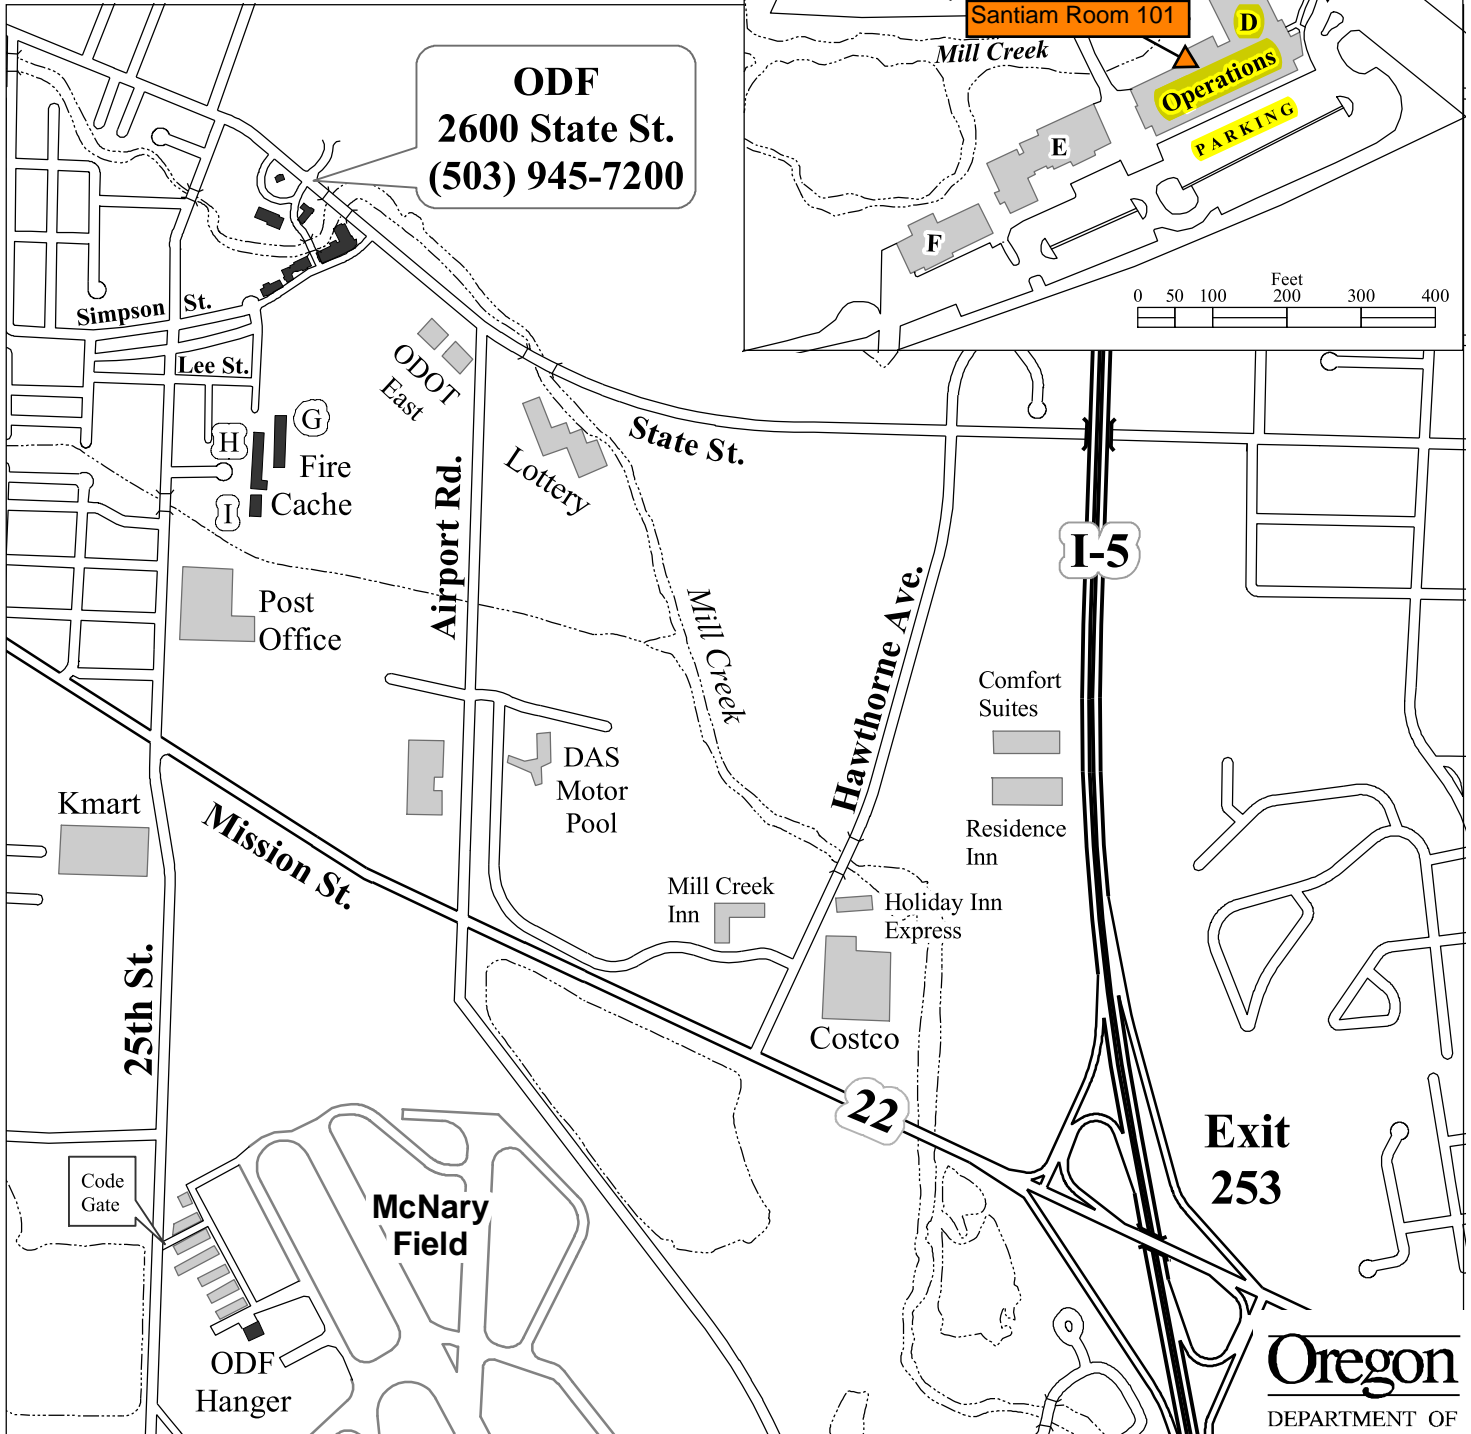 Santiam Room 101
D
Mill Creek
Operations
PARKING
E
F
Feet
0 50 100 200 300 400
ODF
2600 State St.
(503) 945-7200
Simpson St.
Lee St.
ODOT
East
G
H
Fire
Cache
I
Lottery
State St.
Airport Rd.
I-5
Post
Office
Mill Creek
Hawthorne Ave.
Comfort
Suites
DAS
Motor
Pool
Kmart
Mission St.
Residence
Inn
Mill Creek
Inn
Holiday Inn
Express
25th St.
Costco
22
Exit
253
Code
Gate
McNary
Field
ODF
Hanger
Oregon
DEPARTMENT OF